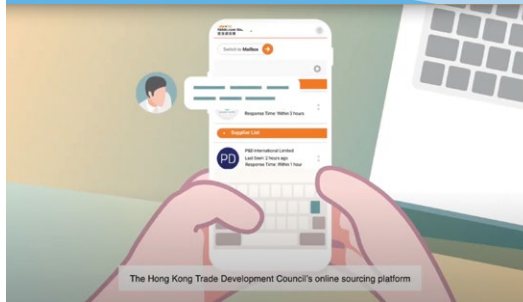 Switch to Mailbox
Response Time: Within 3 hours
Supplier List
PD
P&D International Limited
Last Seen: 2 hours ago
Response Time: Within 1 hour
The Hong Kong Trade Development Council's online sourcing platform